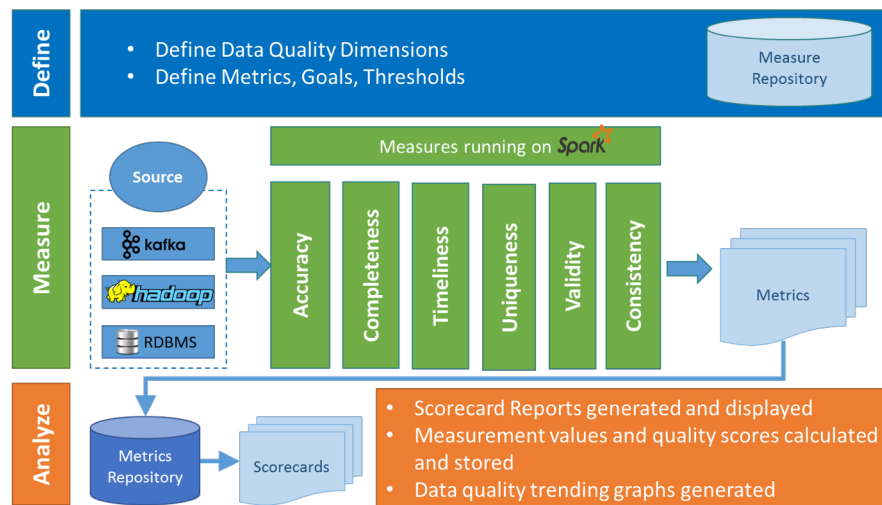 Define
• Define Data Quality Dimensions
• Define Metrics, Goals, Thresholds
Measure
Repository
Measure
Measures running on Spark
Source
kafka
hadoop
RDBMS
Accuracy
Completeness
Timeliness
Uniqueness
Validity
Consistency
Metrics
Analyze
Metrics
Repository
Scorecards
• Scorecard Reports generated and displayed
• Measurement values and quality scores calculated
and stored
• Data quality trending graphs generated